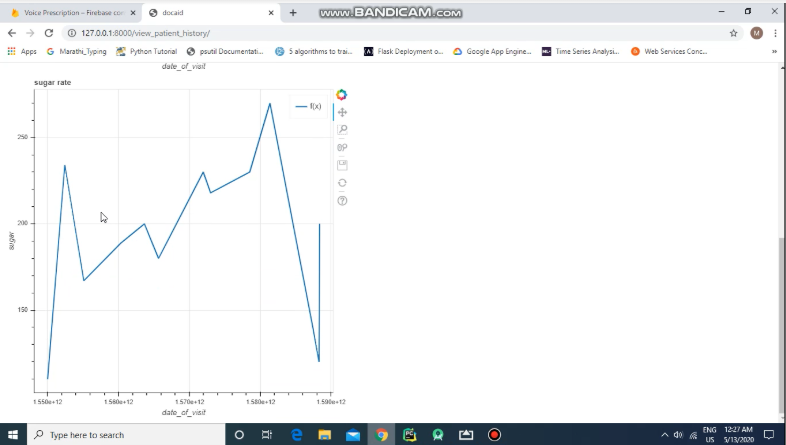 Voice Prescription – Firebase con
docaid
www.BANDICAM.com
127.0.0.1:8000/view_patient_history/
M
Apps
Marathi_Typing
Python Tutorial
psutil Documentati...
5 algorithms to trai...
Flask Deployment o...
Google App Engine...
Time Series Analysi...
Web Services Conc...
date_of_visit
sugar rate
f(x)
250
200
150
sugar
1.550e+12
1.560e+12
1.570e+12
1.580e+12
1.590e+12
date_of_visit
Type here to search
PC
ENG
US
12:27 AM
5/13/2020